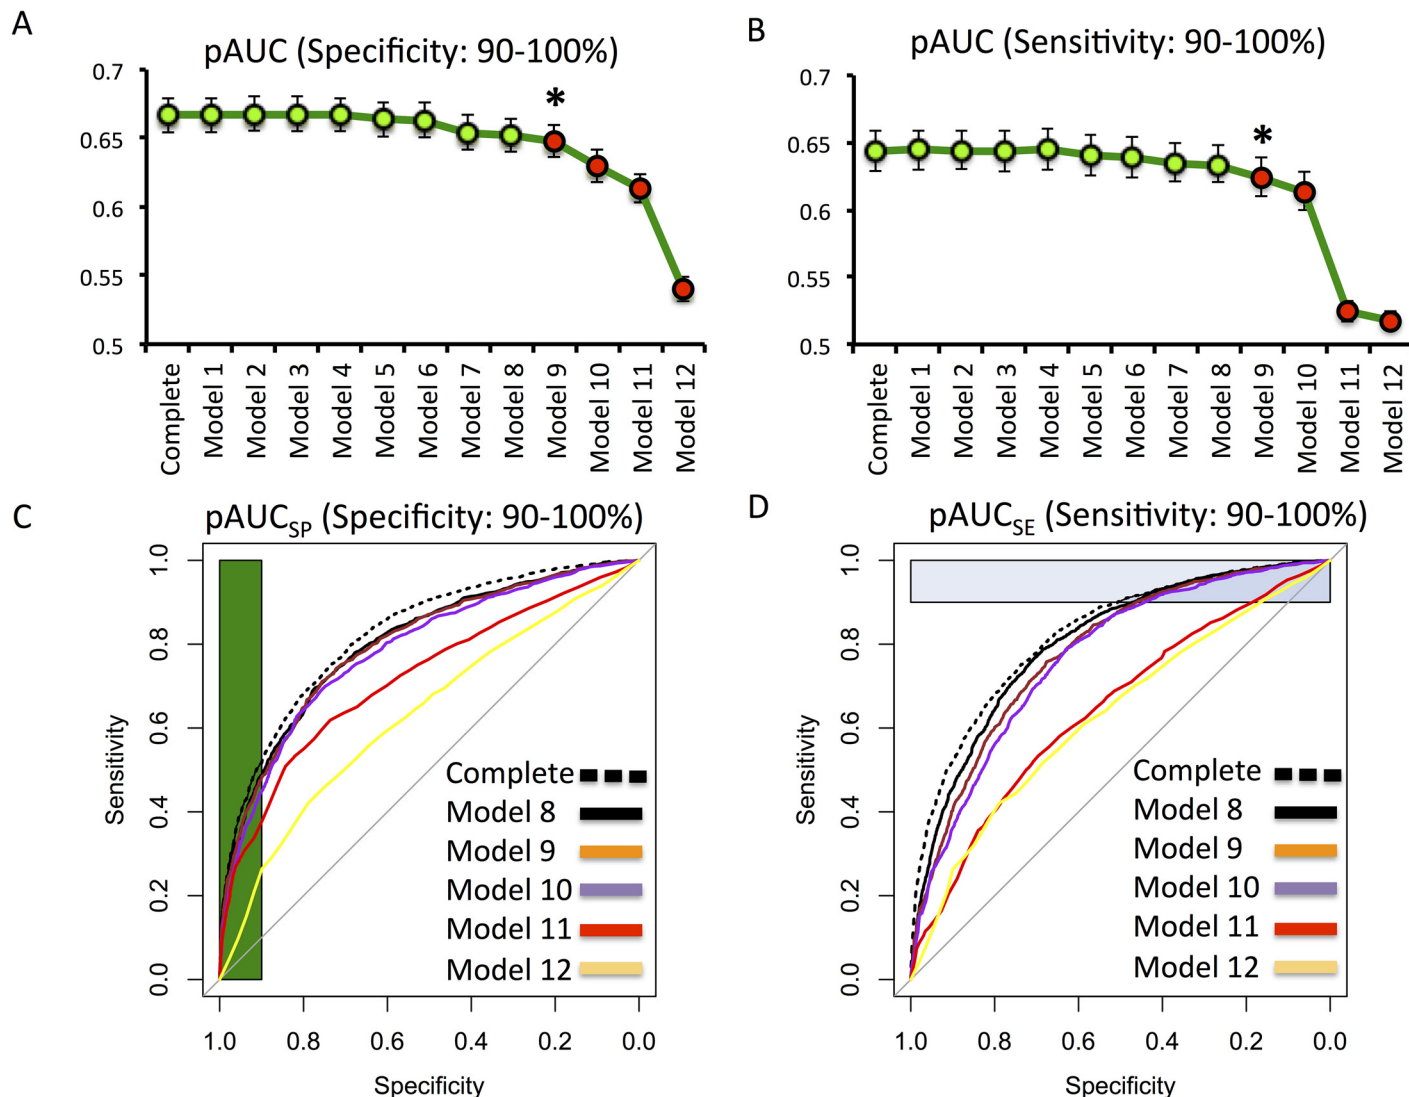 A
pAUC (Specificity: 90-100%)
0.7
0.65
0.6
0.55
0.5
*
Complete
Model 1
Model 2
Model 3
Model 4
Model 5
Model 6
Model 7
Model 8
Model 9
Model 10
Model 11
Model 12
B
pAUC (Sensitivity: 90-100%)
0.7
0.65
0.6
0.55
0.5
*
Complete
Model 1
Model 2
Model 3
Model 4
Model 5
Model 6
Model 7
Model 8
Model 9
Model 10
Model 11
Model 12
C
pAUCSP (Specificity: 90-100%)
Sensitivity
1.0
0.8
0.6
0.4
0.2
0.0
Complete
Model 8
Model 9
Model 10
Model 11
Model 12
1.0 0.8 0.6 0.4 0.2 0.0
Specificity
D
pAUCSE (Sensitivity: 90-100%)
Sensitivity
1.0
0.8
0.6
0.4
0.2
0.0
Complete
Model 8
Model 9
Model 10
Model 11
Model 12
1.0 0.8 0.6 0.4 0.2 0.0
Specificity